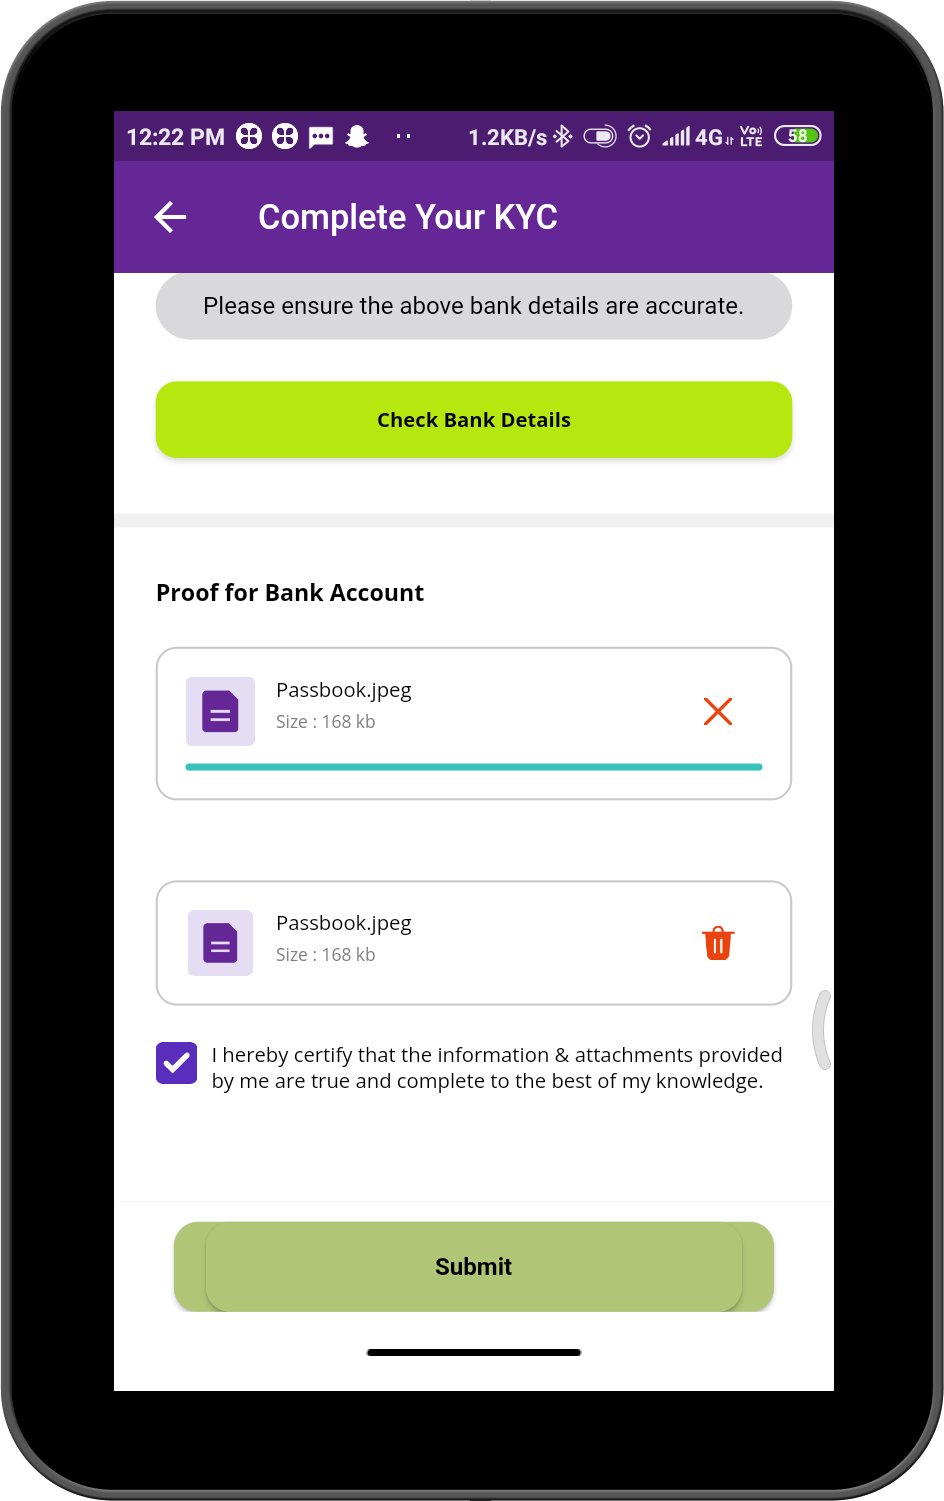 12:22 PM 1.2KB/s 4G Vo LTE 58
Complete Your KYC
Please ensure the above bank details are accurate.
Check Bank Details
Proof for Bank Account
Passbook.jpeg
Size : 168 kb
Passbook.jpeg
Size : 168 kb
I hereby certify that the information & attachments provided
by me are true and complete to the best of my knowledge.
Submit